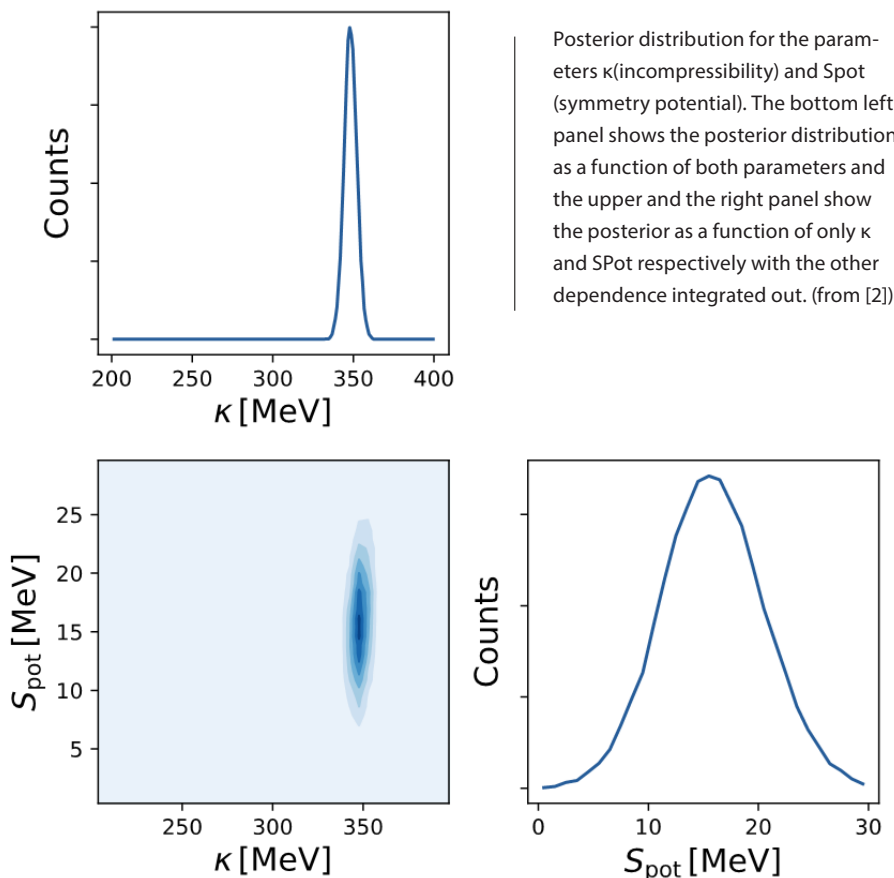 Counts
200 250 300 350 400
κ [MeV]
Posterior distribution for the param-
eters κ(incompressibility) and Spot
(symmetry potential). The bottom left
panel shows the posterior distribution
as a function of both parameters and
the upper and the right panel show
the posterior as a function of only κ
and SPot respectively with the other
dependence integrated out. (from [2])
25
20
15
10
5
Spot [MeV]
250 300 350
κ [MeV]
Counts
0 10 20 30
Spot [MeV]